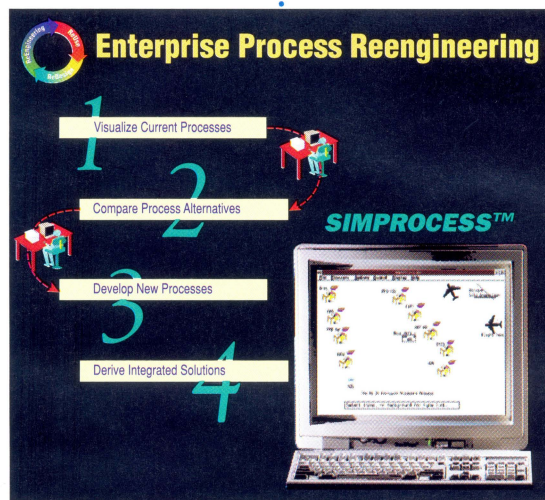 Enterprise Process Reengineering
1
Visualize Current Processes
2
Compare Process Alternatives
SIMPROCESS™
3
Develop New Processes
4
Derive Integrated Solutions